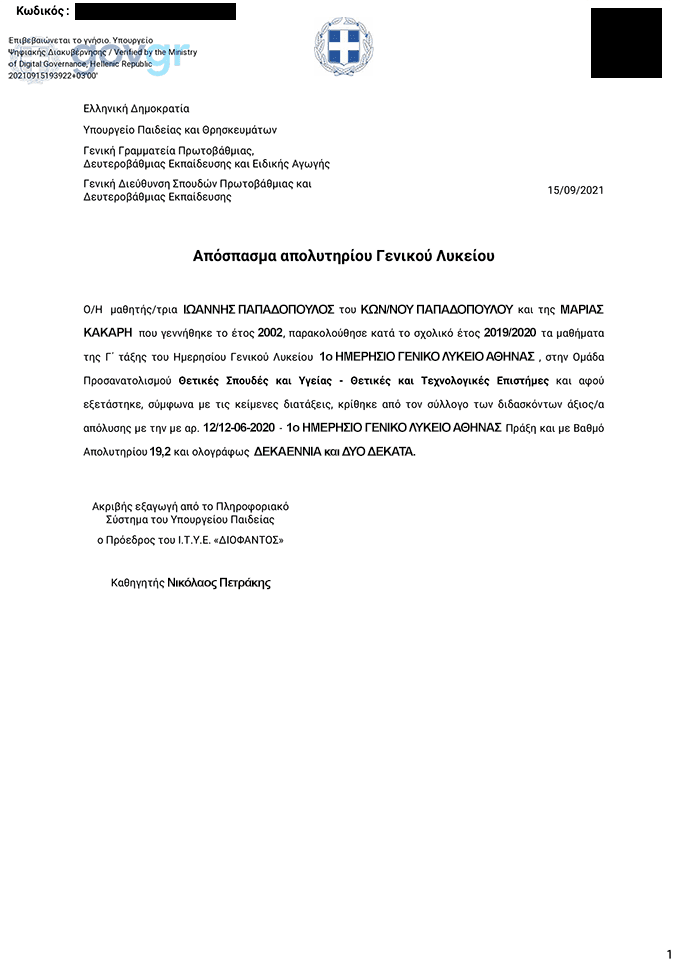 Κωδικός :
Επιβεβαιώνεται το γνήσιο. Υπουργείο
Ψηφιακής Διακυβέρνησης / Verified by the Ministry
of Digital Governance, Hellenic Republic
20210915193922+03'00'
govgr
Ελληνική Δημοκρατία
Υπουργείο Παιδείας και Θρησκευμάτων
Γενική Γραμματεία Πρωτοβάθμιας,
Δευτεροβάθμιας Εκπαίδευσης και Ειδικής Αγωγής
Γενική Διεύθυνση Σπουδών Πρωτοβάθμιας και
Δευτεροβάθμιας Εκπαίδευσης
15/09/2021
Απόσπασμα απολυτηρίου Γενικού Λυκείου
Ο/Η μαθητής/τρια ΙΩΑΝΝΗΣ ΠΑΠΑΔΟΠΟΥΛΟΣ του ΚΩΝ/ΝΟΥ ΠΑΠΑΔΟΠΟΥΛΟΥ και της ΜΑΡΙΑΣ
ΚΑΚΑΡΗ που γεννήθηκε το έτος 2002, παρακολούθησε κατά το σχολικό έτος 2019/2020 τα μαθήματα
της Γ΄ τάξης του Ημερησίου Γενικού Λυκείου 1ο ΗΜΕΡΗΣΙΟ ΓΕΝΙΚΟ ΛΥΚΕΙΟ ΑΘΗΝΑΣ , στην Ομάδα
Προσανατολισμού Θετικές Σπουδές και Υγείας - Θετικές και Τεχνολογικές Επιστήμες και αφού
εξετάστηκε, σύμφωνα με τις κείμενες διατάξεις, κρίθηκε από τον σύλλογο των διδασκόντων άξιος/α
απόλυσης με την με αρ. 12/12-06-2020 - 1ο ΗΜΕΡΗΣΙΟ ΓΕΝΙΚΟ ΛΥΚΕΙΟ ΑΘΗΝΑΣ Πράξη και με Βαθμό
Απολυτηρίου 19,2 και ολογράφως ΔΕΚΑΕΝΝΙΑ και ΔΥΟ ΔΕΚΑΤΑ.
Ακριβής εξαγωγή από το Πληροφοριακό
Σύστημα του Υπουργείου Παιδείας
ο Πρόεδρος του Ι.Τ.Υ.Ε. «ΔΙΟΦΑΝΤΟΣ»
Καθηγητής Νικόλαος Πετράκης
1